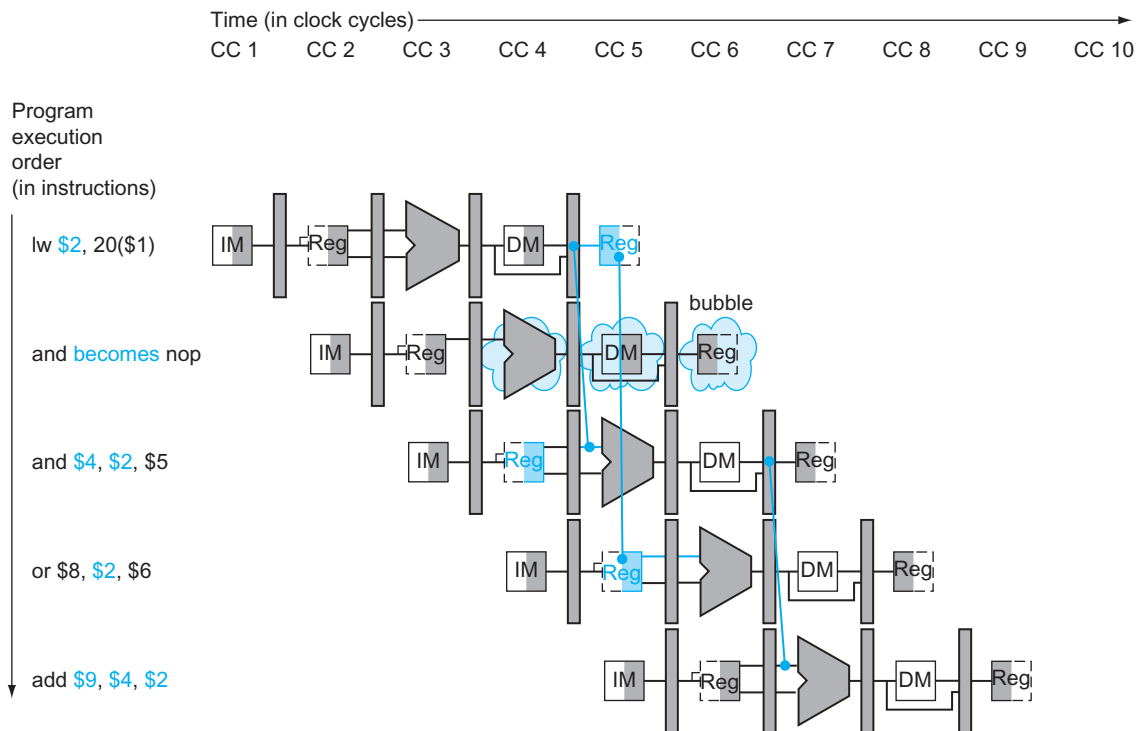 Time (in clock cycles)
CC 1 CC 2 CC 3 CC 4 CC 5 CC 6 CC 7 CC 8 CC 9 CC 10
Program
execution
order
(in instructions)
lw $2, 20($1)
IM Reg DM Reg
bubble
and becomes nop
IM Reg DM Reg
and $4, $2, $5
IM Reg DM Reg
or $8, $2, $6
IM Reg DM Reg
add $9, $4, $2
IM Reg DM Reg